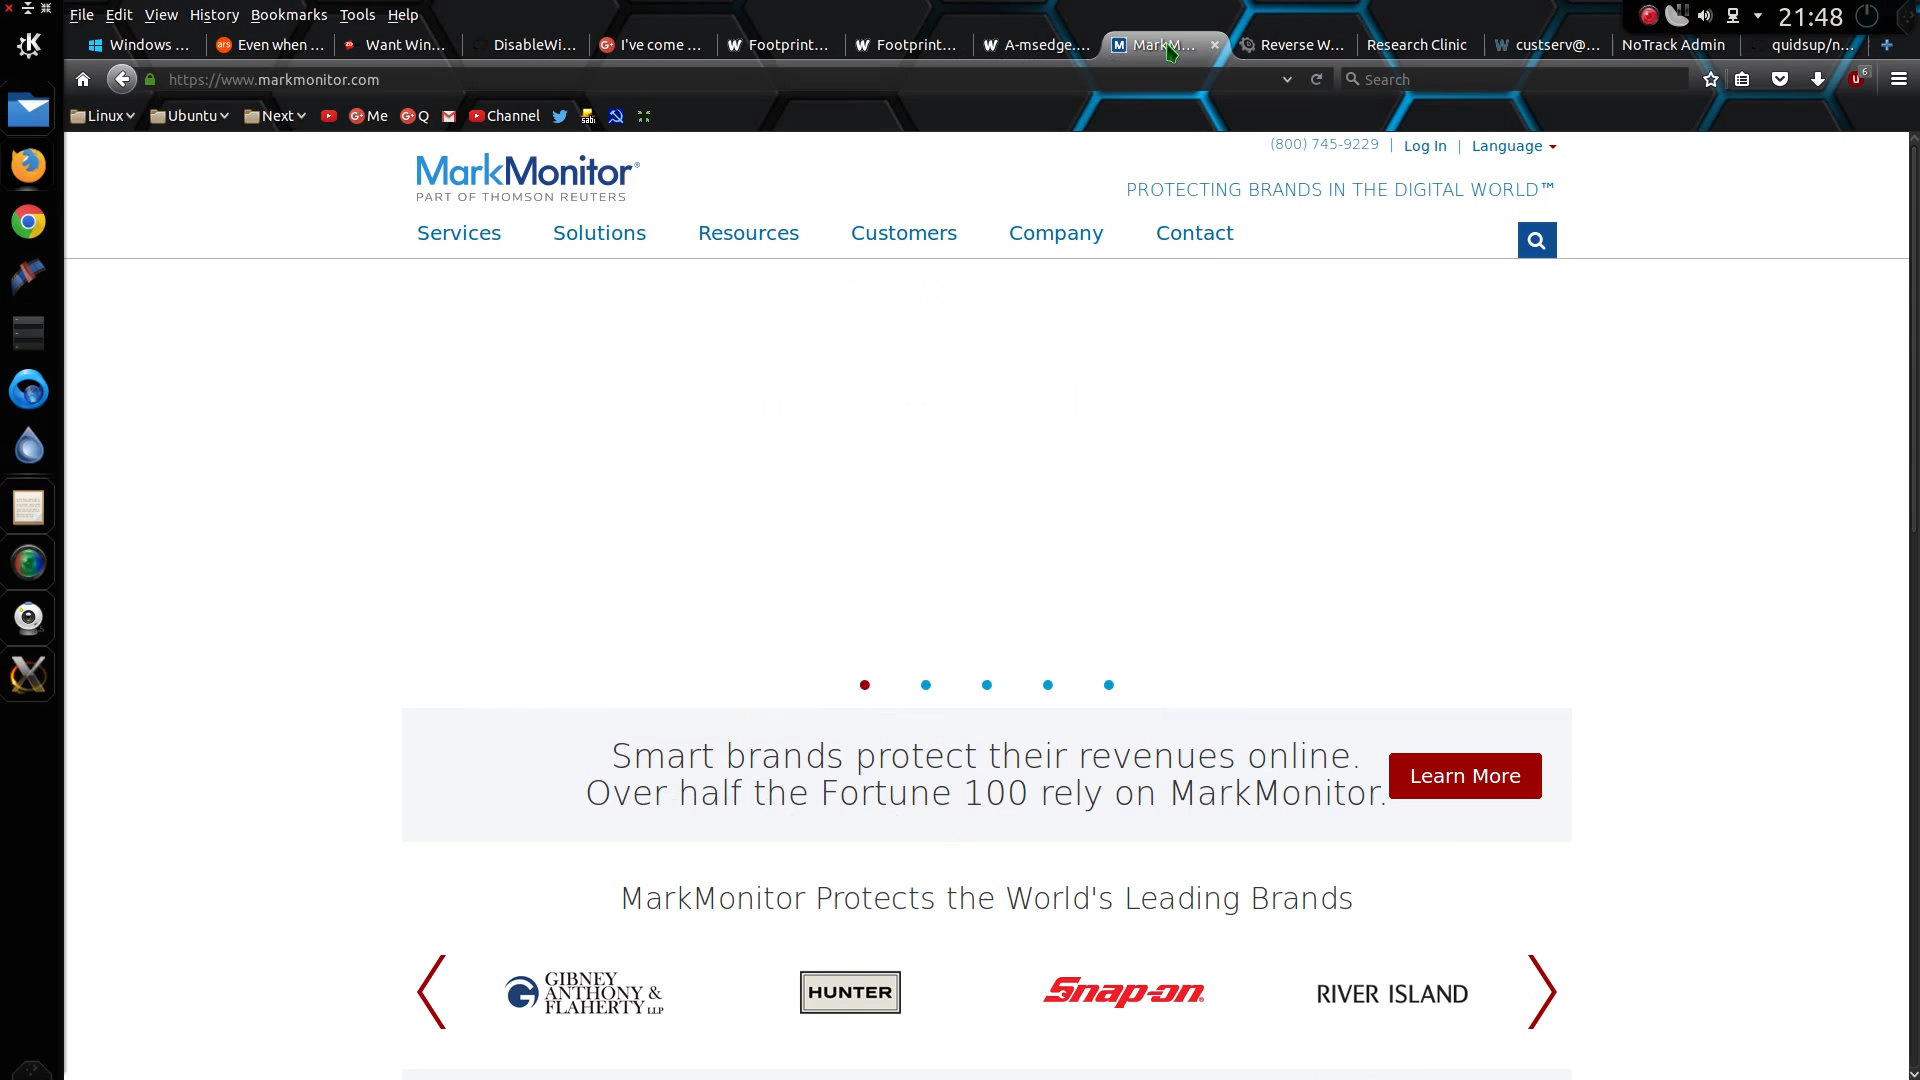 File Edit View History Bookmarks Tools Help
21:48
Windows ...
Even when ...
Want Win...
DisableWi...
I've come ...
Footprint...
Footprint...
A-msedge....
MarkM...
Reverse W...
Research Clinic
custserv@...
NoTrack Admin
quidsup/n...
https://www.markmonitor.com
Search
6
Linux
Ubuntu
Next
Me
Q
Channel
(800) 745-9229 | Log In | Language
MarkMonitor®
PART OF THOMSON REUTERS
PROTECTING BRANDS IN THE DIGITAL WORLD™
Services Solutions Resources Customers Company Contact
Smart brands protect their revenues online.
Over half the Fortune 100 rely on MarkMonitor.
Learn More
MarkMonitor Protects the World's Leading Brands
GIBNEY
ANTHONY &
FLAHERTY LLP
HUNTER
Snap-on
RIVER ISLAND